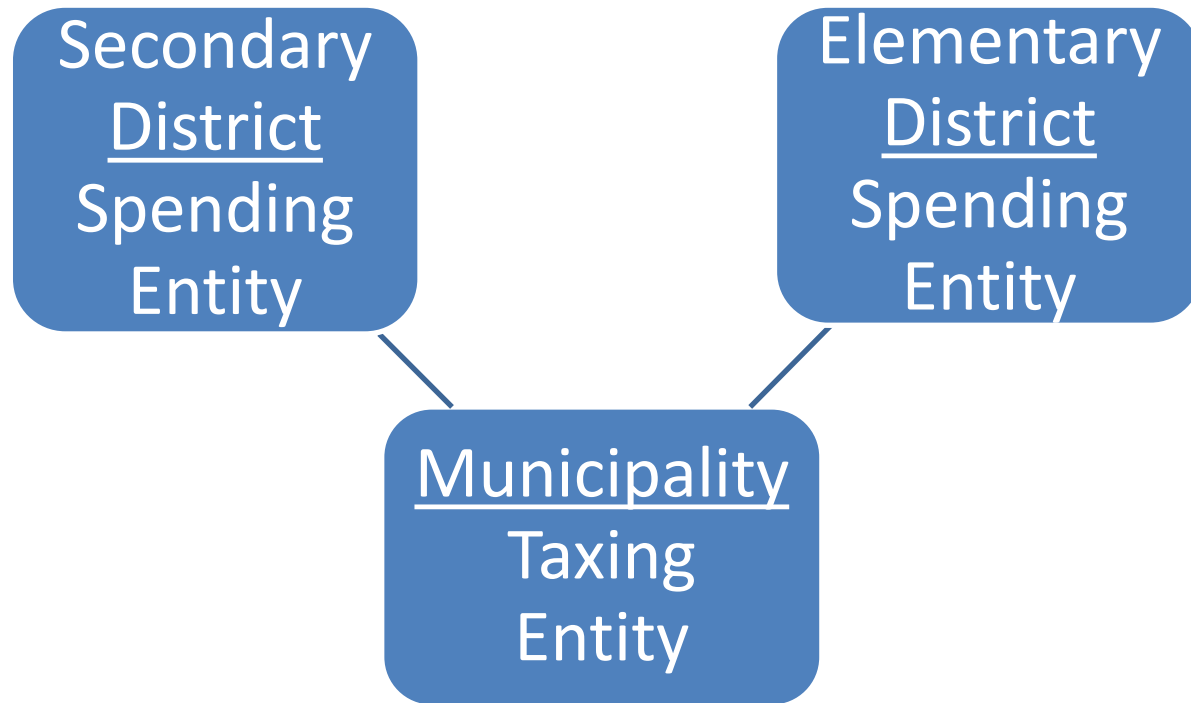 Secondary
District
Spending
Entity
Elementary
District
Spending
Entity
Municipality
Taxing
Entity